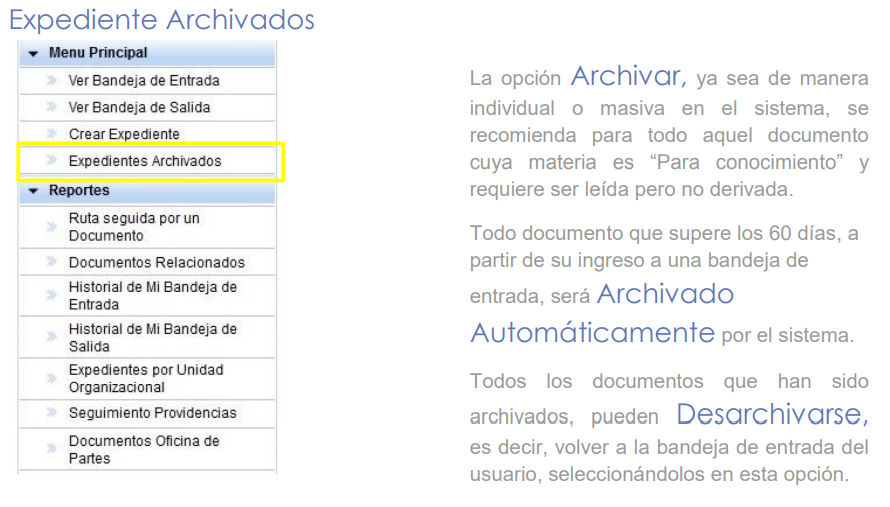 Expediente Archivados
Menu Principal
Ver Bandeja de Entrada
Ver Bandeja de Salida
Crear Expediente
Expedientes Archivados
Reportes
Ruta seguida por un
Documento
Documentos Relacionados
Historial de Mi Bandeja de
Entrada
Historial de Mi Bandeja de
Salida
Expedientes por Unidad
Organizacional
Seguimiento Providencias
Documentos Oficina de
Partes
La opción Archivar, ya sea de manera
individual o masiva en el sistema, se
recomienda para todo aquel documento
cuya materia es “Para conocimiento” y
requiere ser leída pero no derivada.
Todo documento que supere los 60 días, a
partir de su ingreso a una bandeja de
entrada, será Archivado
Automáticamente por el sistema.
Todos los documentos que han sido
archivados, pueden Desarchivarse,
es decir, volver a la bandeja de entrada del
usuario, seleccionándolos en esta opción.